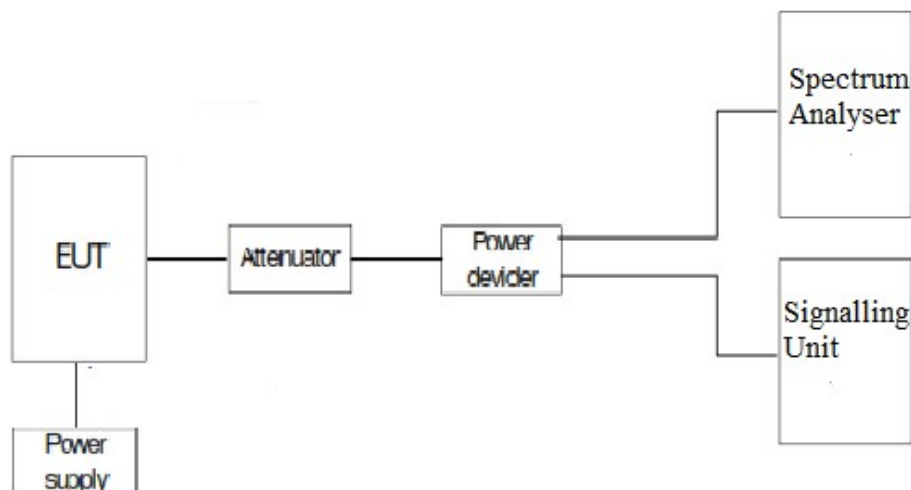 Spectrum
Analyser
EUT
Attenuator
Power
devider
Signalling
Unit
Power
supply